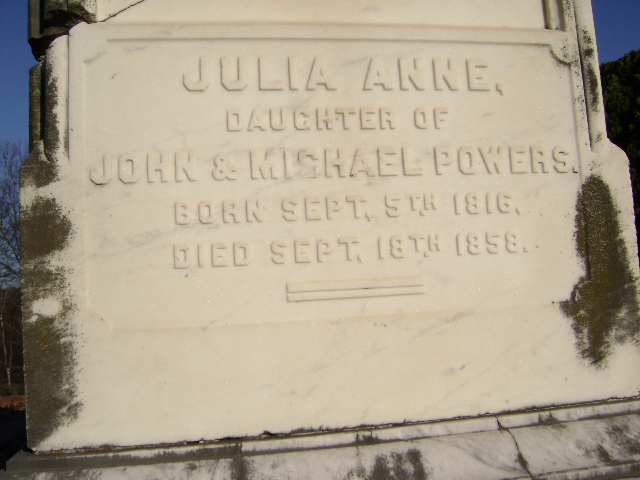 JULIA ANNE,
DAUGHTER OF
JOHN & MICHAEL POWERS.
BORN SEPT, 5TH 1816,
DIED SEPT, 18TH 1858.